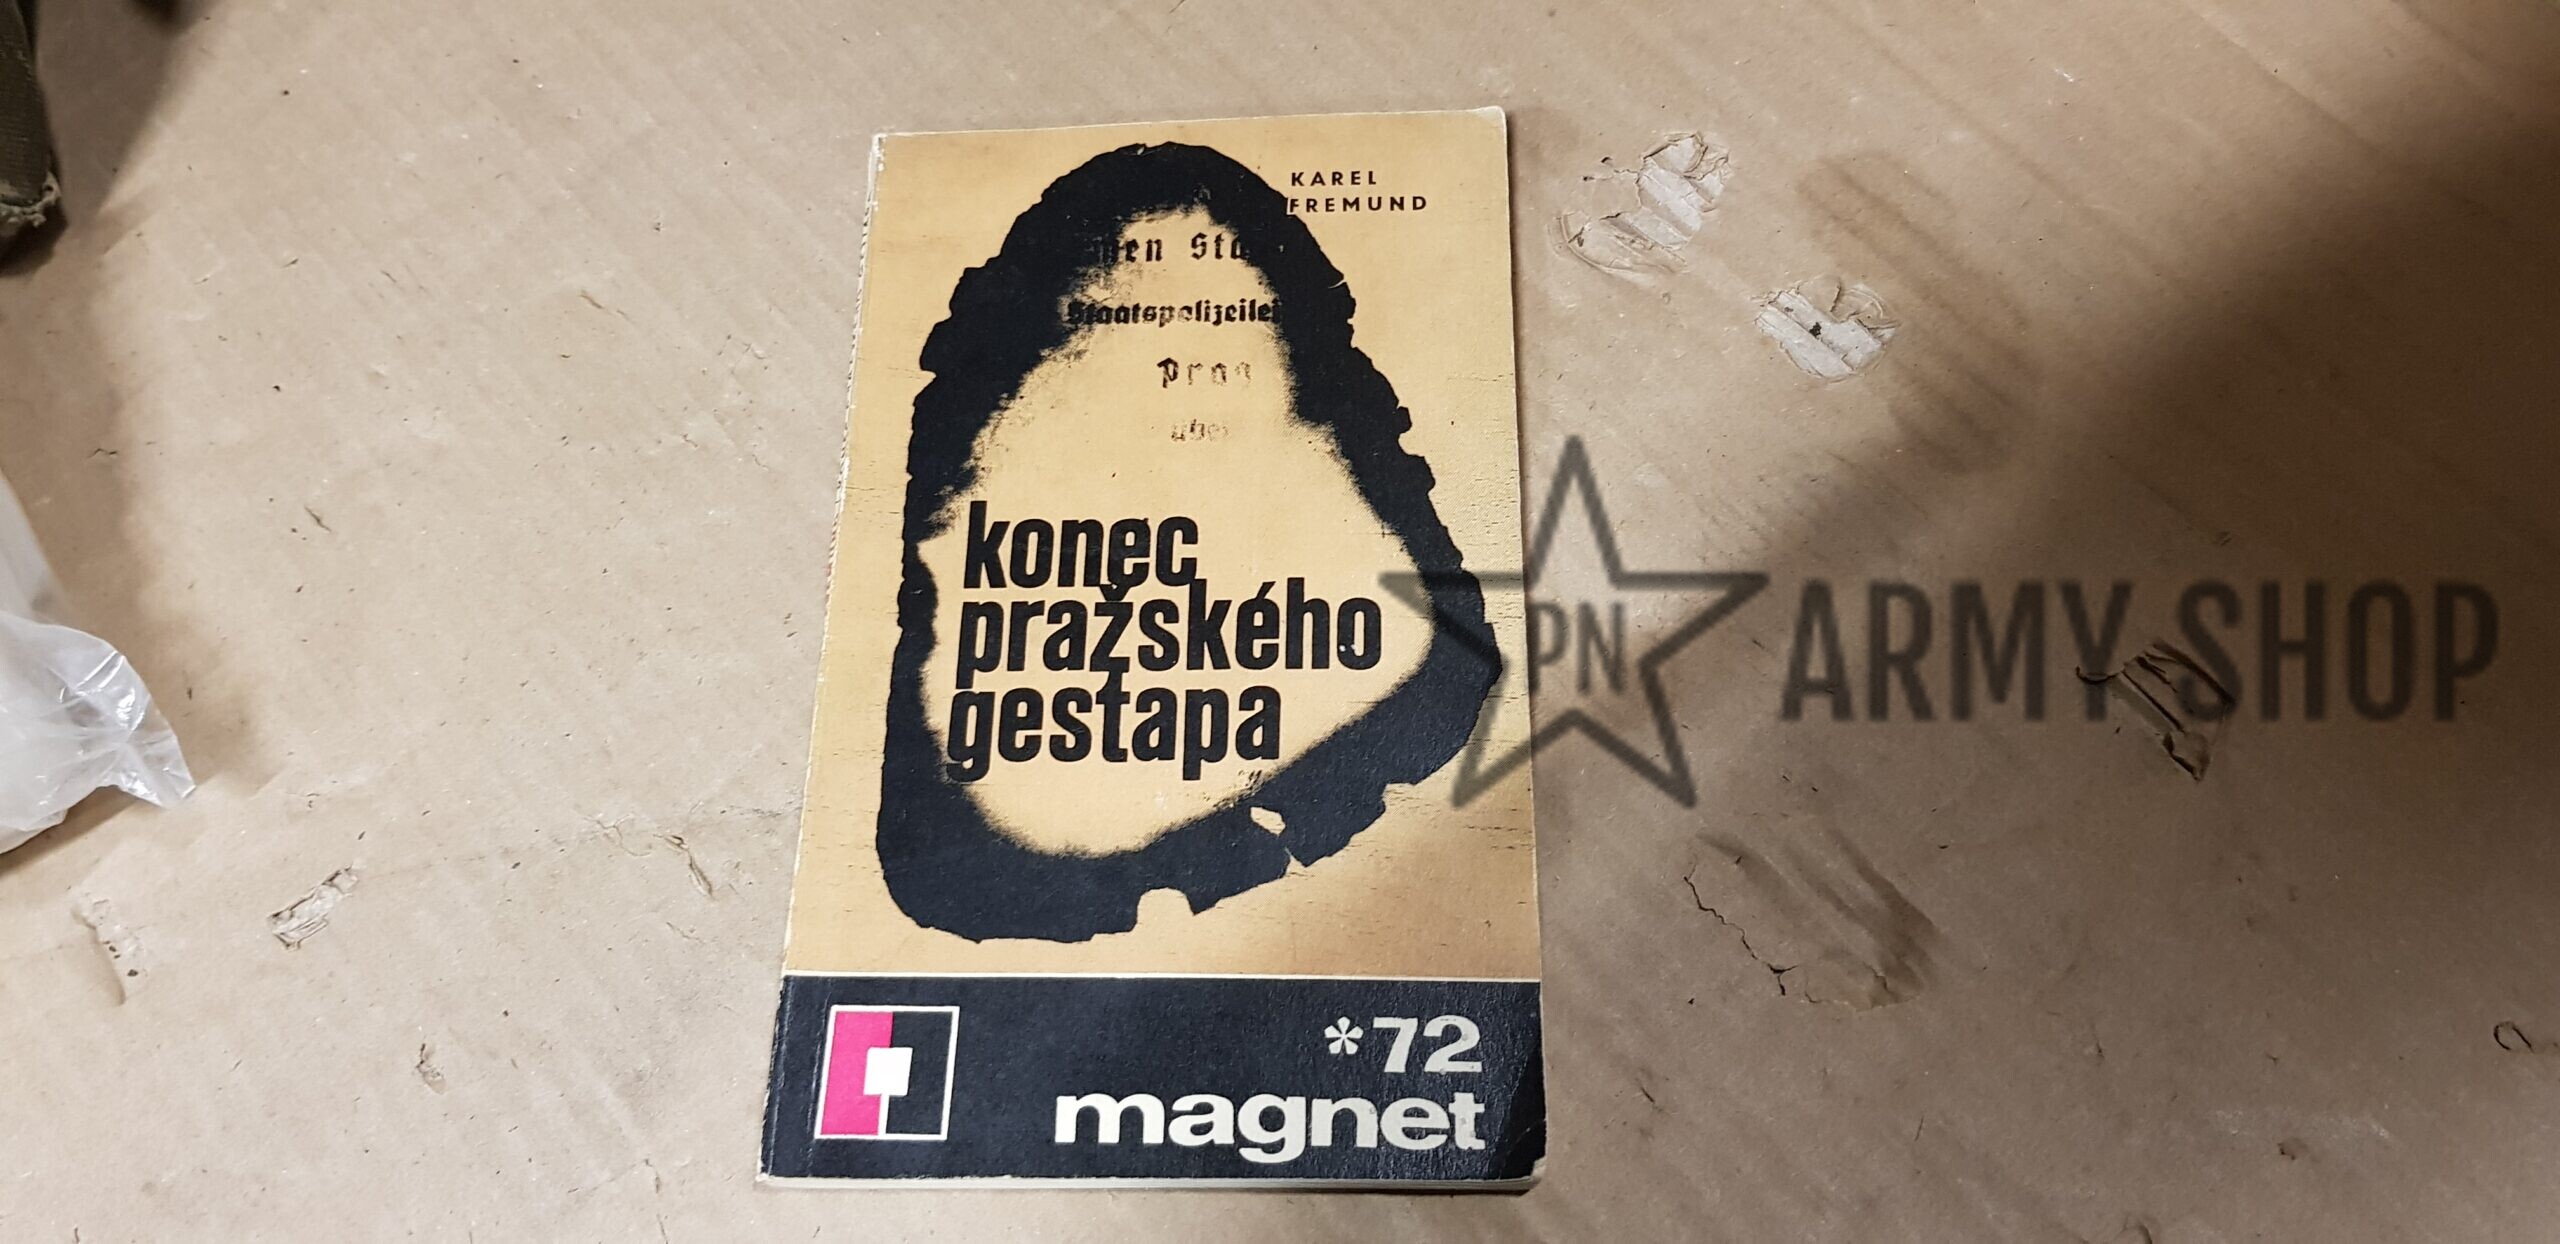 KAREL
FREMUND
Staatspolizeilei
Prag
konec
pražského
gestapa
*72
magnet
PN ARMY SHOP